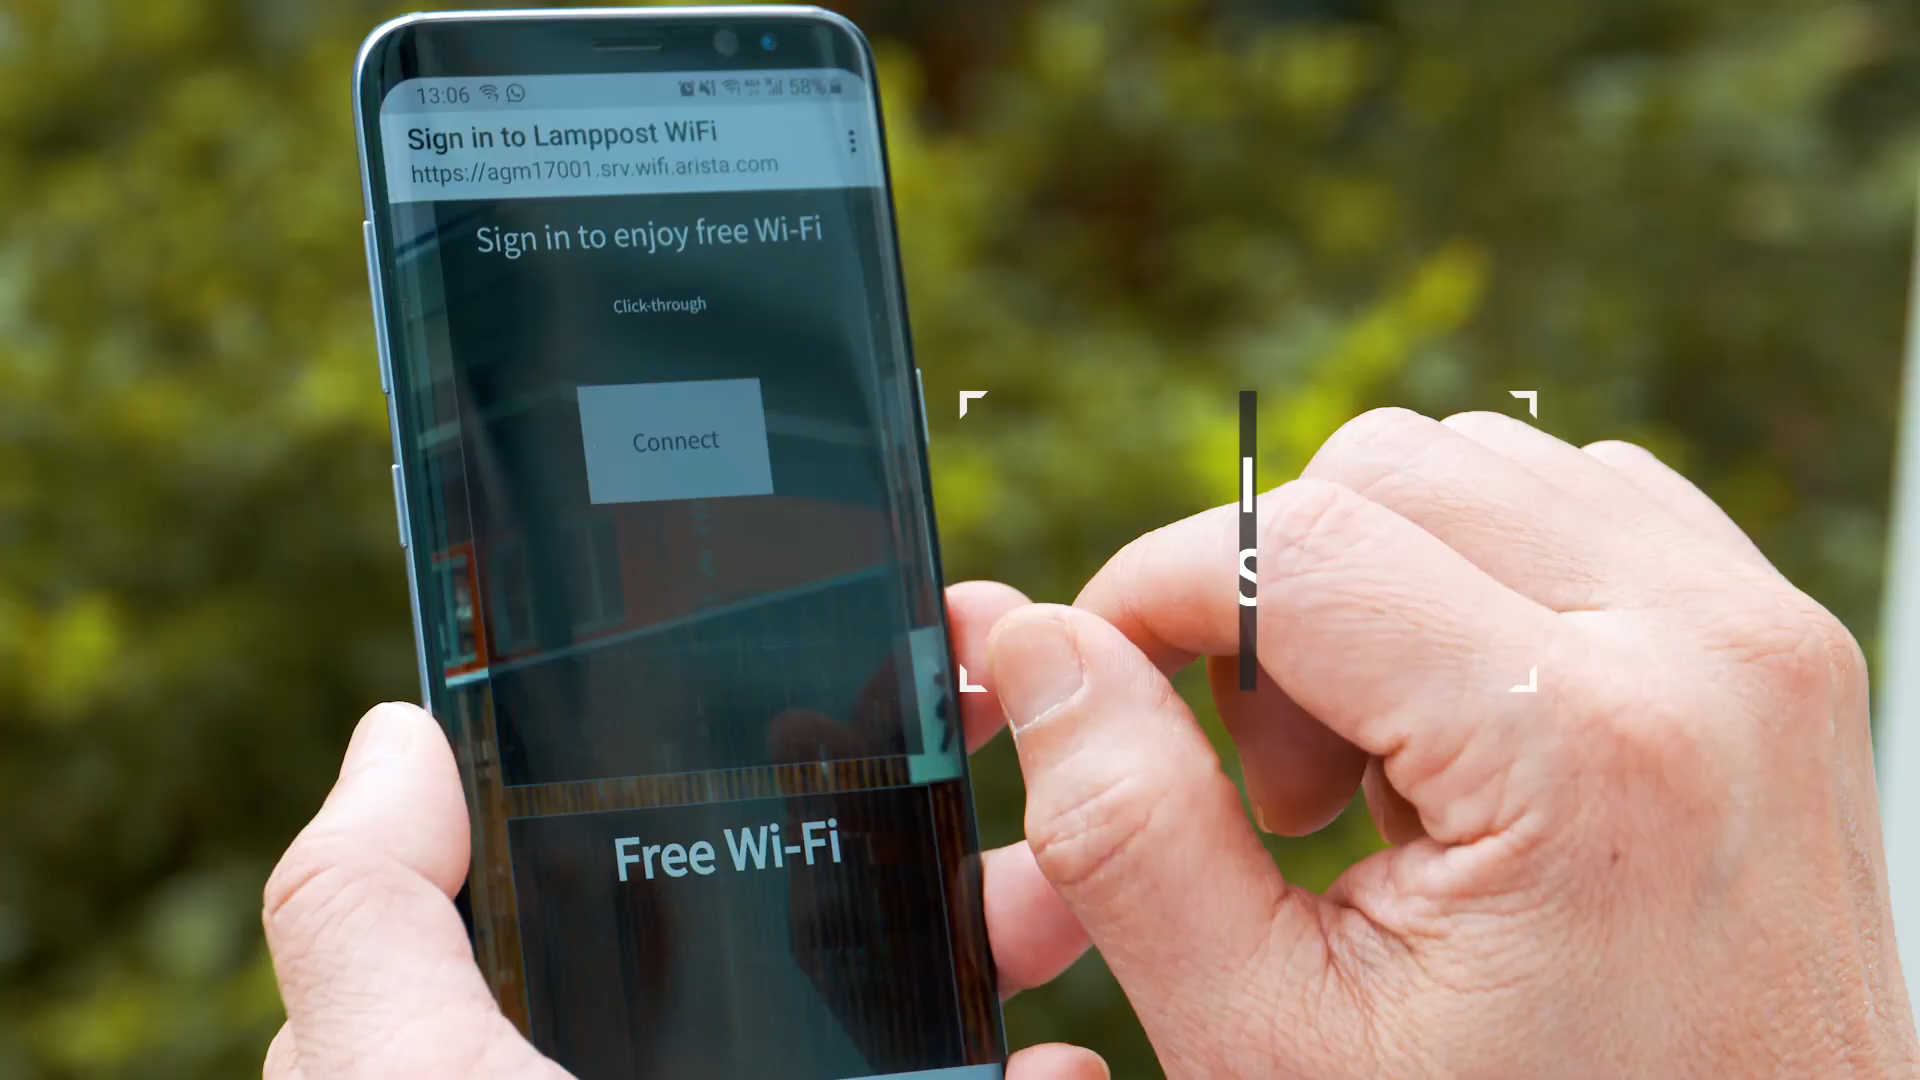 13:06 58%
Sign in to Lamppost WiFi
https://agm17001.srv.wifi.arista.com
Sign in to enjoy free Wi-Fi
Click-through
Connect
Free Wi-Fi
I
S